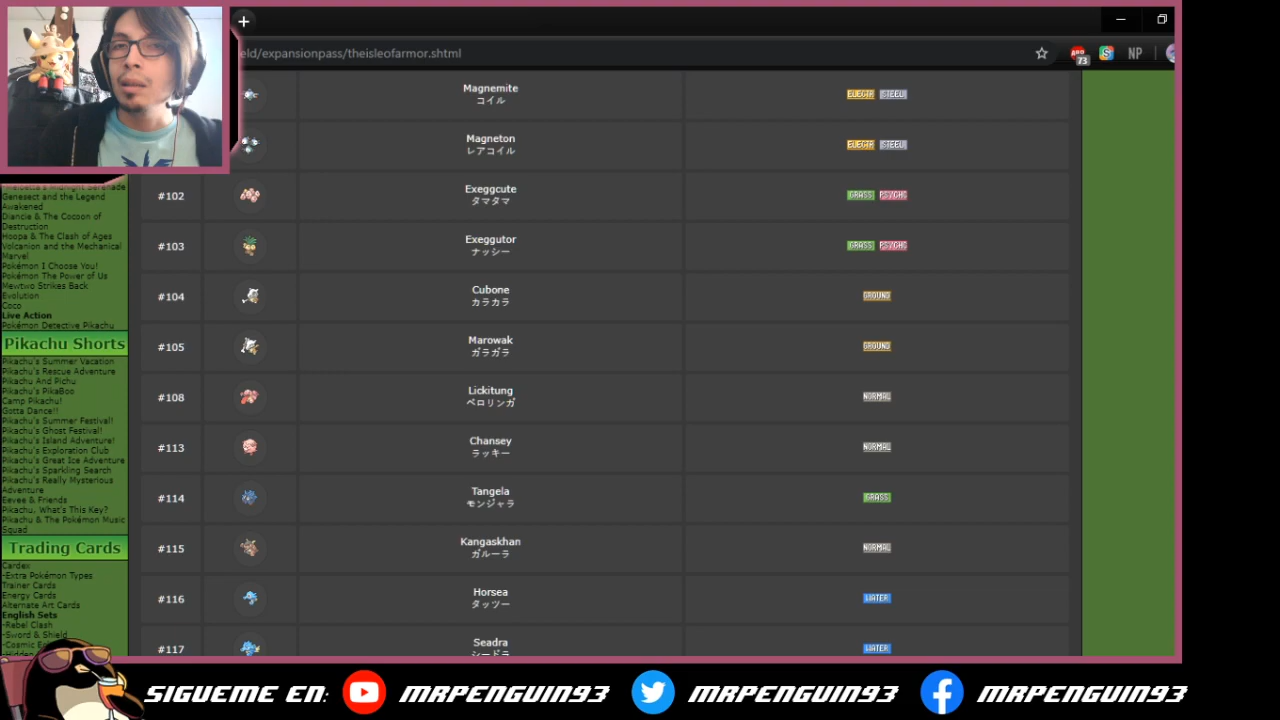 eld/expansionpass/theisleofarmor.shtml
73
NP
Magnemite
コイル
ELECTR STEEL
Magneton
レアコイル
ELECTR STEEL
#102
Exeggcute
タマタマ
GRASS PSYCHC
#103
Exeggutor
ナッシー
GRASS PSYCHC
#104
Cubone
カラカラ
GROUND
#105
Marowak
ガラガラ
GROUND
#108
Lickitung
ベロリンガ
NORMAL
#113
Chansey
ラッキー
NORMAL
#114
Tangela
モンジャラ
GRASS
#115
Kangaskhan
ガルーラ
NORMAL
#116
Horsea
タッツー
WATER
#117
Seadra
シードラ
WATER
Genesect and the Legend
Awakened
Diancie & The Cocoon of
Destruction
Hoopa & The Clash of Ages
Volcanion and the Mechanical
Marvel
Pokémon I Choose You!
Pokémon The Power of Us
Mewtwo Strikes Back
Evolution
Coco
Live Action
Pokémon Detective Pikachu
Pikachu Shorts
Pikachu's Summer Vacation
Pikachu's Rescue Adventure
Pikachu And Pichu
Pikachu's PikaBoo
Camp Pikachu!
Gotta Dance!!
Pikachu's Summer Festival!
Pikachu's Ghost Festival!
Pikachu's Island Adventure!
Pikachu's Exploration Club
Pikachu's Great Ice Adventure
Pikachu's Sparkling Search
Pikachu's Really Mysterious
Adventure
Eevee & Friends
Pikachu, What's This Key?
Pikachu & The Pokémon Music
Squad
Trading Cards
Cardex
-Extra Pokémon Types
Trainer Cards
Energy Cards
Alternate Art Cards
English Sets
-Rebel Clash
-Sword & Shield
-Cosmic
SIGUEME EN: MRPENGUIN93 MRPENGUIN93 MRPENGUIN93